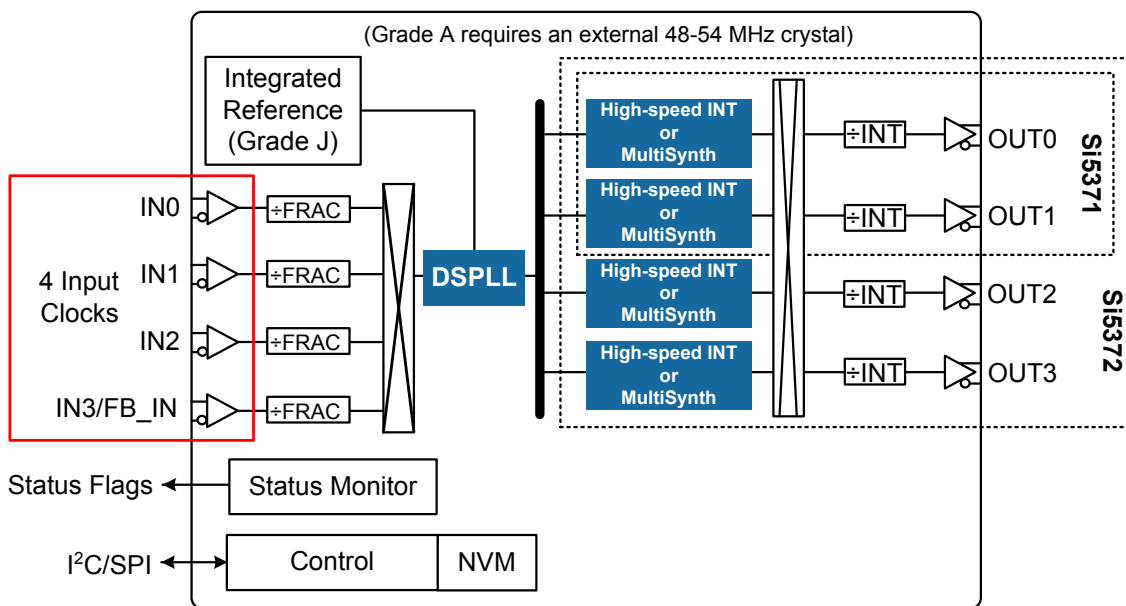 (Grade A requires an external 48-54 MHz crystal)
Integrated
Reference
(Grade J)
IN0
÷FRAC
IN1
÷FRAC
4 Input
Clocks
IN2
÷FRAC
IN3/FB_IN
÷FRAC
DSPLL
High-speed INT
or
MultiSynth
÷INT
OUT0
High-speed INT
or
MultiSynth
÷INT
OUT1
Si5371
High-speed INT
or
MultiSynth
÷INT
OUT2
High-speed INT
or
MultiSynth
÷INT
OUT3
Si5372
Status Flags
Status Monitor
I²C/SPI
Control
NVM